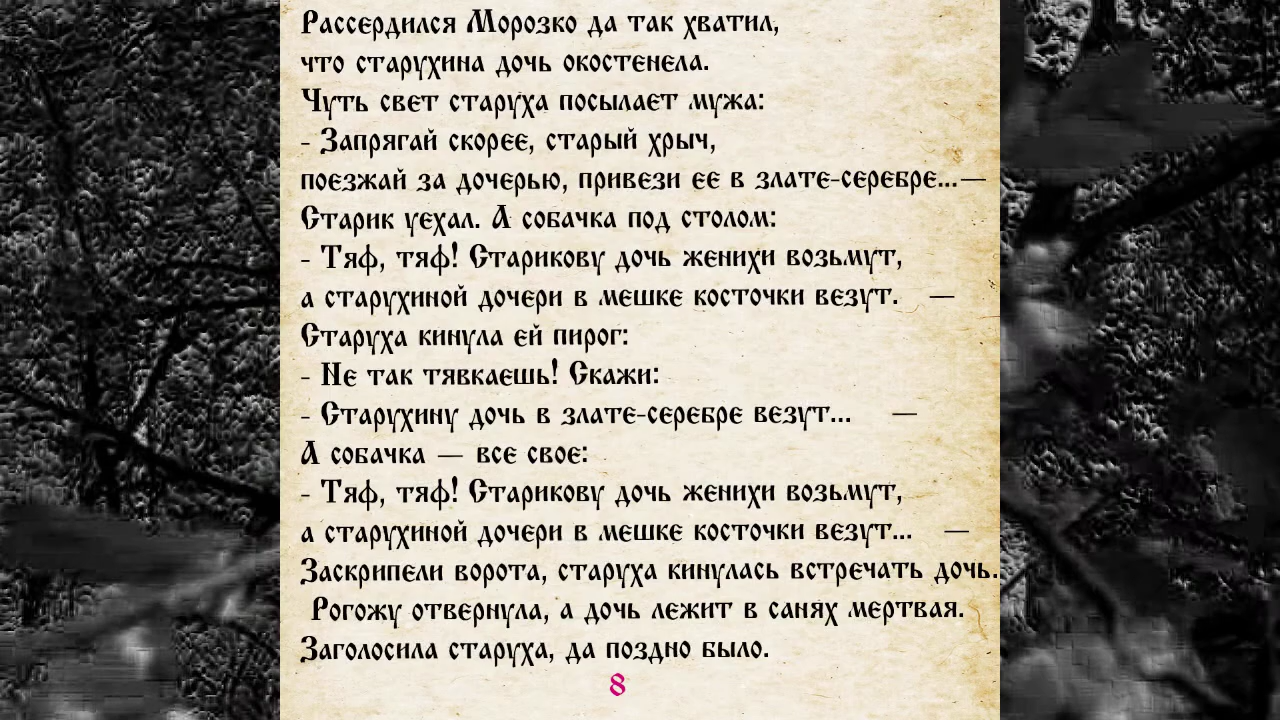 Рассердился Морозко да так хватил,
что старухина дочь окостенела.
Чуть свет старуха посылает мужа:
- Запрягай скорее, старый хрыч,
поезжай за дочерью, привези ее в злате-серебре...—
Старик уехал. А собачка под столом:
- Тяф, тяф! Старикову дочь женихи возьмут,
а старухиной дочери в мешке косточки везут. —
Старуха кинула ей пирог:
- Не так тявкаешь! Скажи:
- Старухину дочь в злате-серебре везут... —
А собачка — все свое:
- Тяф, тяф! Старикову дочь женихи возьмут,
а старухиной дочери в мешке косточки везут... —
Заскрипели ворота, старуха кинулась встречать дочь.
Рогожу отвернула, а дочь лежит в санях мертвая.
Заголосила старуха, да поздно было.
8